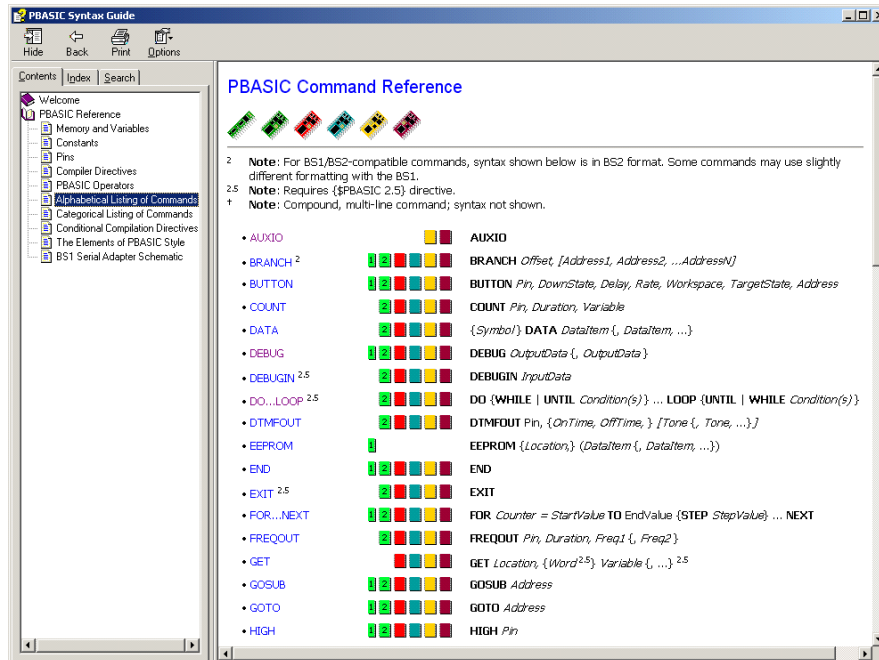 PBASIC Syntax Guide
Hide Back Print Options
Contents Index Search
Welcome
PBASIC Reference
Memory and Variables
Constants
Pins
Compiler Directives
PBASIC Operators
Alphabetical Listing of Commands
Categorical Listing of Commands
Conditional Compilation Directives
The Elements of PBASIC Style
BS1 Serial Adapter Schematic
PBASIC Command Reference
2 Note: For BS1/BS2-compatible commands, syntax shown below is in BS2 format. Some commands may use slightly
different formatting with the BS1.
2.5 Note: Requires {$PBASIC 2.5} directive.
† Note: Compound, multi-line command; syntax not shown.
• AUXIO AUXIO
• BRANCH 2 1 2 BRANCH Offset, [Address1, Address2, ...AddressN]
• BUTTON 1 2 BUTTON Pin, DownState, Delay, Rate, Workspace, TargetState, Address
• COUNT 2 COUNT Pin, Duration, Variable
• DATA 2 {Symbol} DATA DataItem {, DataItem, ...}
• DEBUG 1 2 DEBUG OutputData {, OutputData}
• DEBUGIN 2.5 2 DEBUGIN InputData
• DO...LOOP 2.5 2 DO {WHILE | UNTIL Condition(s)} ... LOOP {UNTIL | WHILE Condition(s)}
• DTMFOUT 2 DTMFOUT Pin, {OnTime, OffTime, } [Tone {, Tone, ...}]
• EEPROM 1 EEPROM {Location,} (DataItem {, DataItem, ...})
• END 1 2 END
• EXIT 2.5 2 EXIT
• FOR...NEXT 1 2 FOR Counter = StartValue TO EndValue {STEP StepValue} ... NEXT
• FREQOUT 2 FREQOUT Pin, Duration, Freq1 {, Freq2}
• GET GET Location, {Word 2.5} Variable {, ...} 2.5
• GOSUB 1 2 GOSUB Address
• GOTO 1 2 GOTO Address
• HIGH 1 2 HIGH Pin